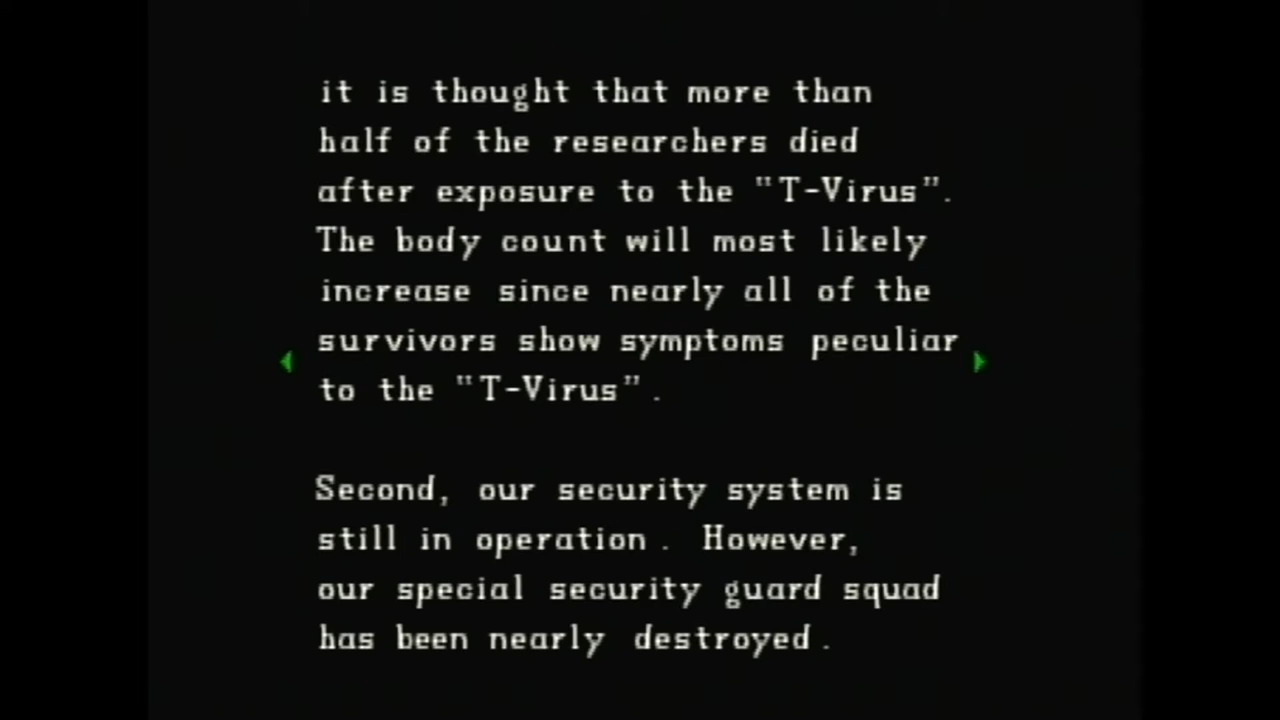 it is thought that more than
half of the researchers died
after exposure to the "T-Virus".
The body count will most likely
increase since nearly all of the
survivors show symptoms peculiar
to the "T-Virus".
Second, our security system is
still in operation. However,
our special security guard squad
has been nearly destroyed.